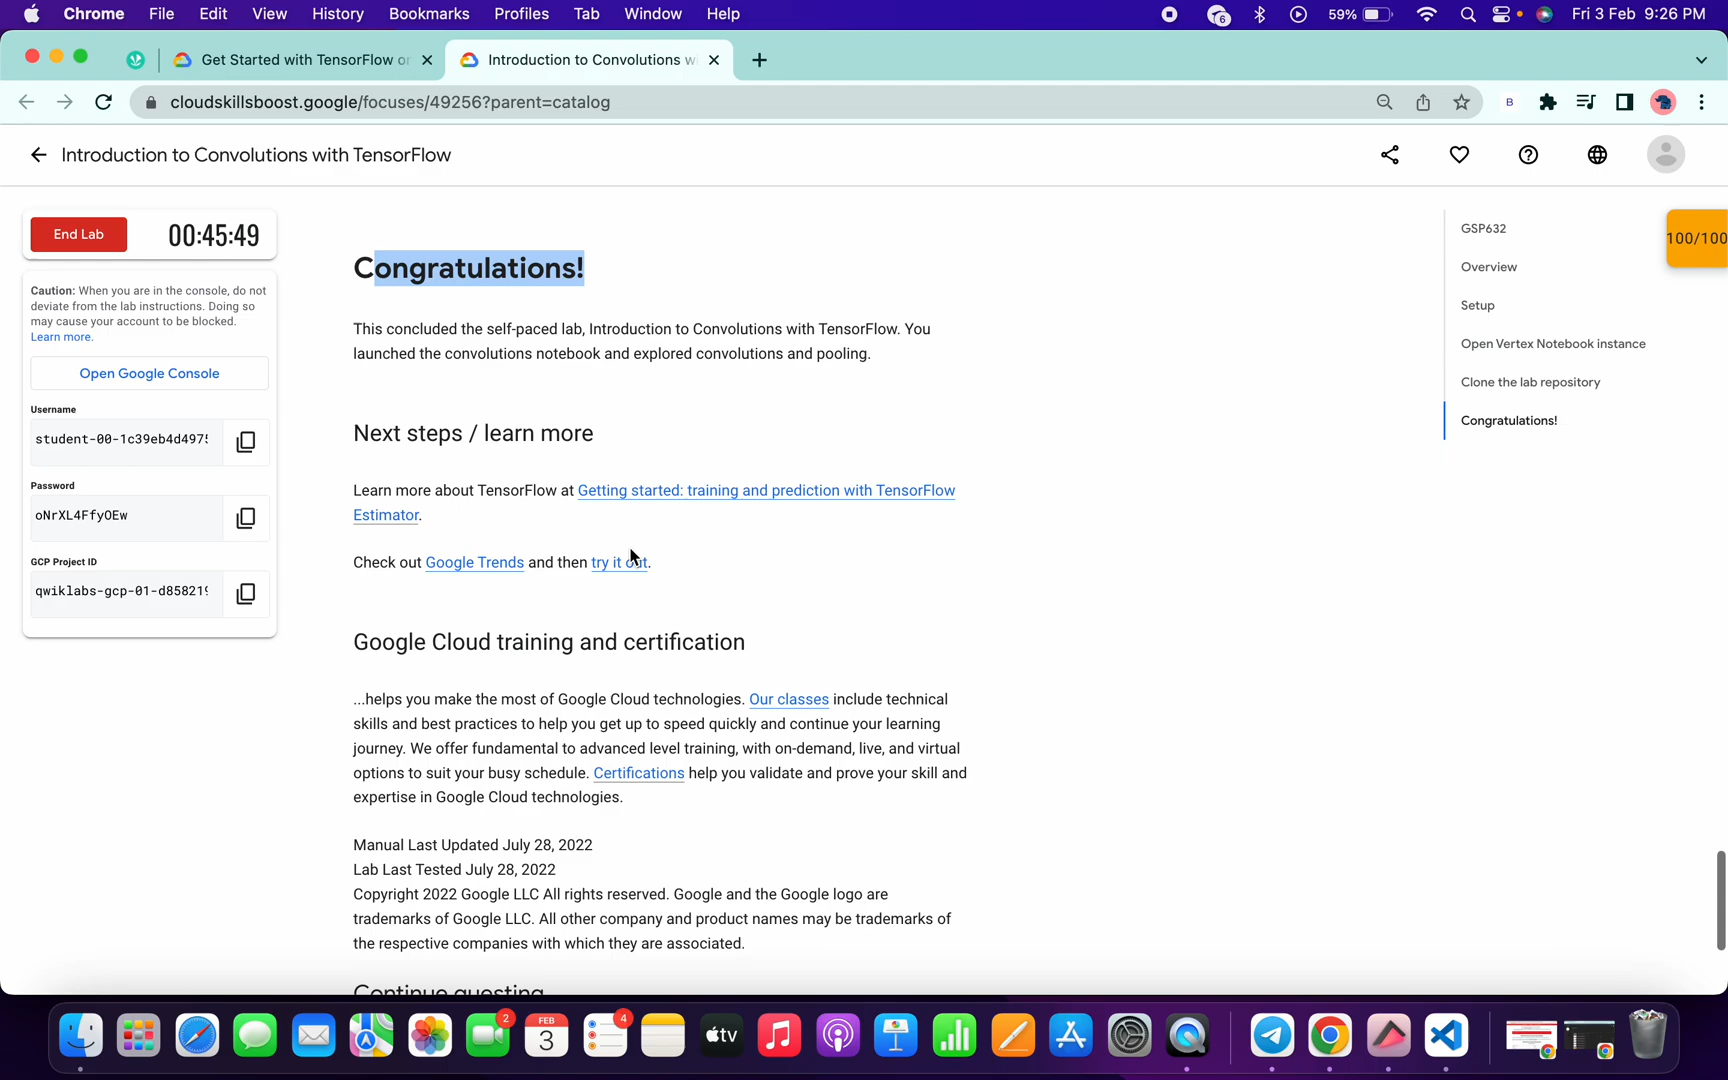 Chrome File Edit View History Bookmarks Profiles Tab Window Help 6 59% Fri 3 Feb 9:26 PM
Get Started with TensorFlow on
Introduction to Convolutions wi
cloudskillsboost.google/focuses/49256?parent=catalog
B
Introduction to Convolutions with TensorFlow
End Lab 00:45:49
Caution: When you are in the console, do not
deviate from the lab instructions. Doing so
may cause your account to be blocked.
Learn more.
Open Google Console
Username
student-00-1c39eb4d4975
Password
oNrXL4FfyOEw
GCP Project ID
qwiklabs-gcp-01-d858219
Congratulations!
This concluded the self-paced lab, Introduction to Convolutions with TensorFlow. You
launched the convolutions notebook and explored convolutions and pooling.
Next steps / learn more
Learn more about TensorFlow at Getting started: training and prediction with TensorFlow
Estimator.
Check out Google Trends and then try it out.
Google Cloud training and certification
...helps you make the most of Google Cloud technologies. Our classes include technical
skills and best practices to help you get up to speed quickly and continue your learning
journey. We offer fundamental to advanced level training, with on-demand, live, and virtual
options to suit your busy schedule. Certifications help you validate and prove your skill and
expertise in Google Cloud technologies.
Manual Last Updated July 28, 2022
Lab Last Tested July 28, 2022
Copyright 2022 Google LLC All rights reserved. Google and the Google logo are
trademarks of Google LLC. All other company and product names may be trademarks of
the respective companies with which they are associated.
Continue questing
GSP632
Overview
Setup
Open Vertex Notebook instance
Clone the lab repository
Congratulations!
100/100
2
FEB
3
4
tv